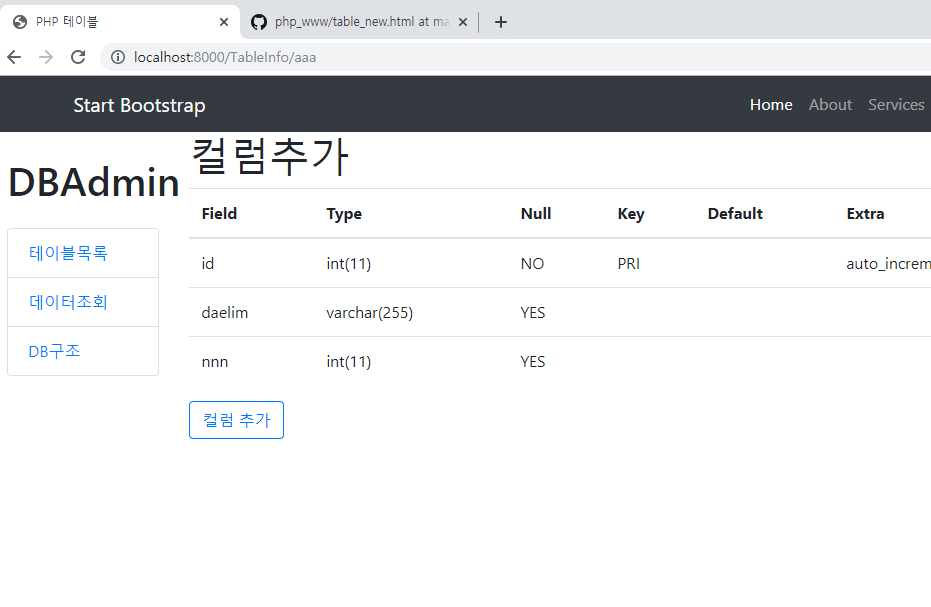 PHP 테이블
php_www/table_new.html at ma
localhost:8000/TableInfo/aaa
Start Bootstrap
Home About Services
DBAdmin
테이블목록
데이터조회
DB구조
컬럼추가
Field Type Null Key Default Extra
id int(11) NO PRI auto_increm
daelim varchar(255) YES
nnn int(11) YES
컬럼 추가